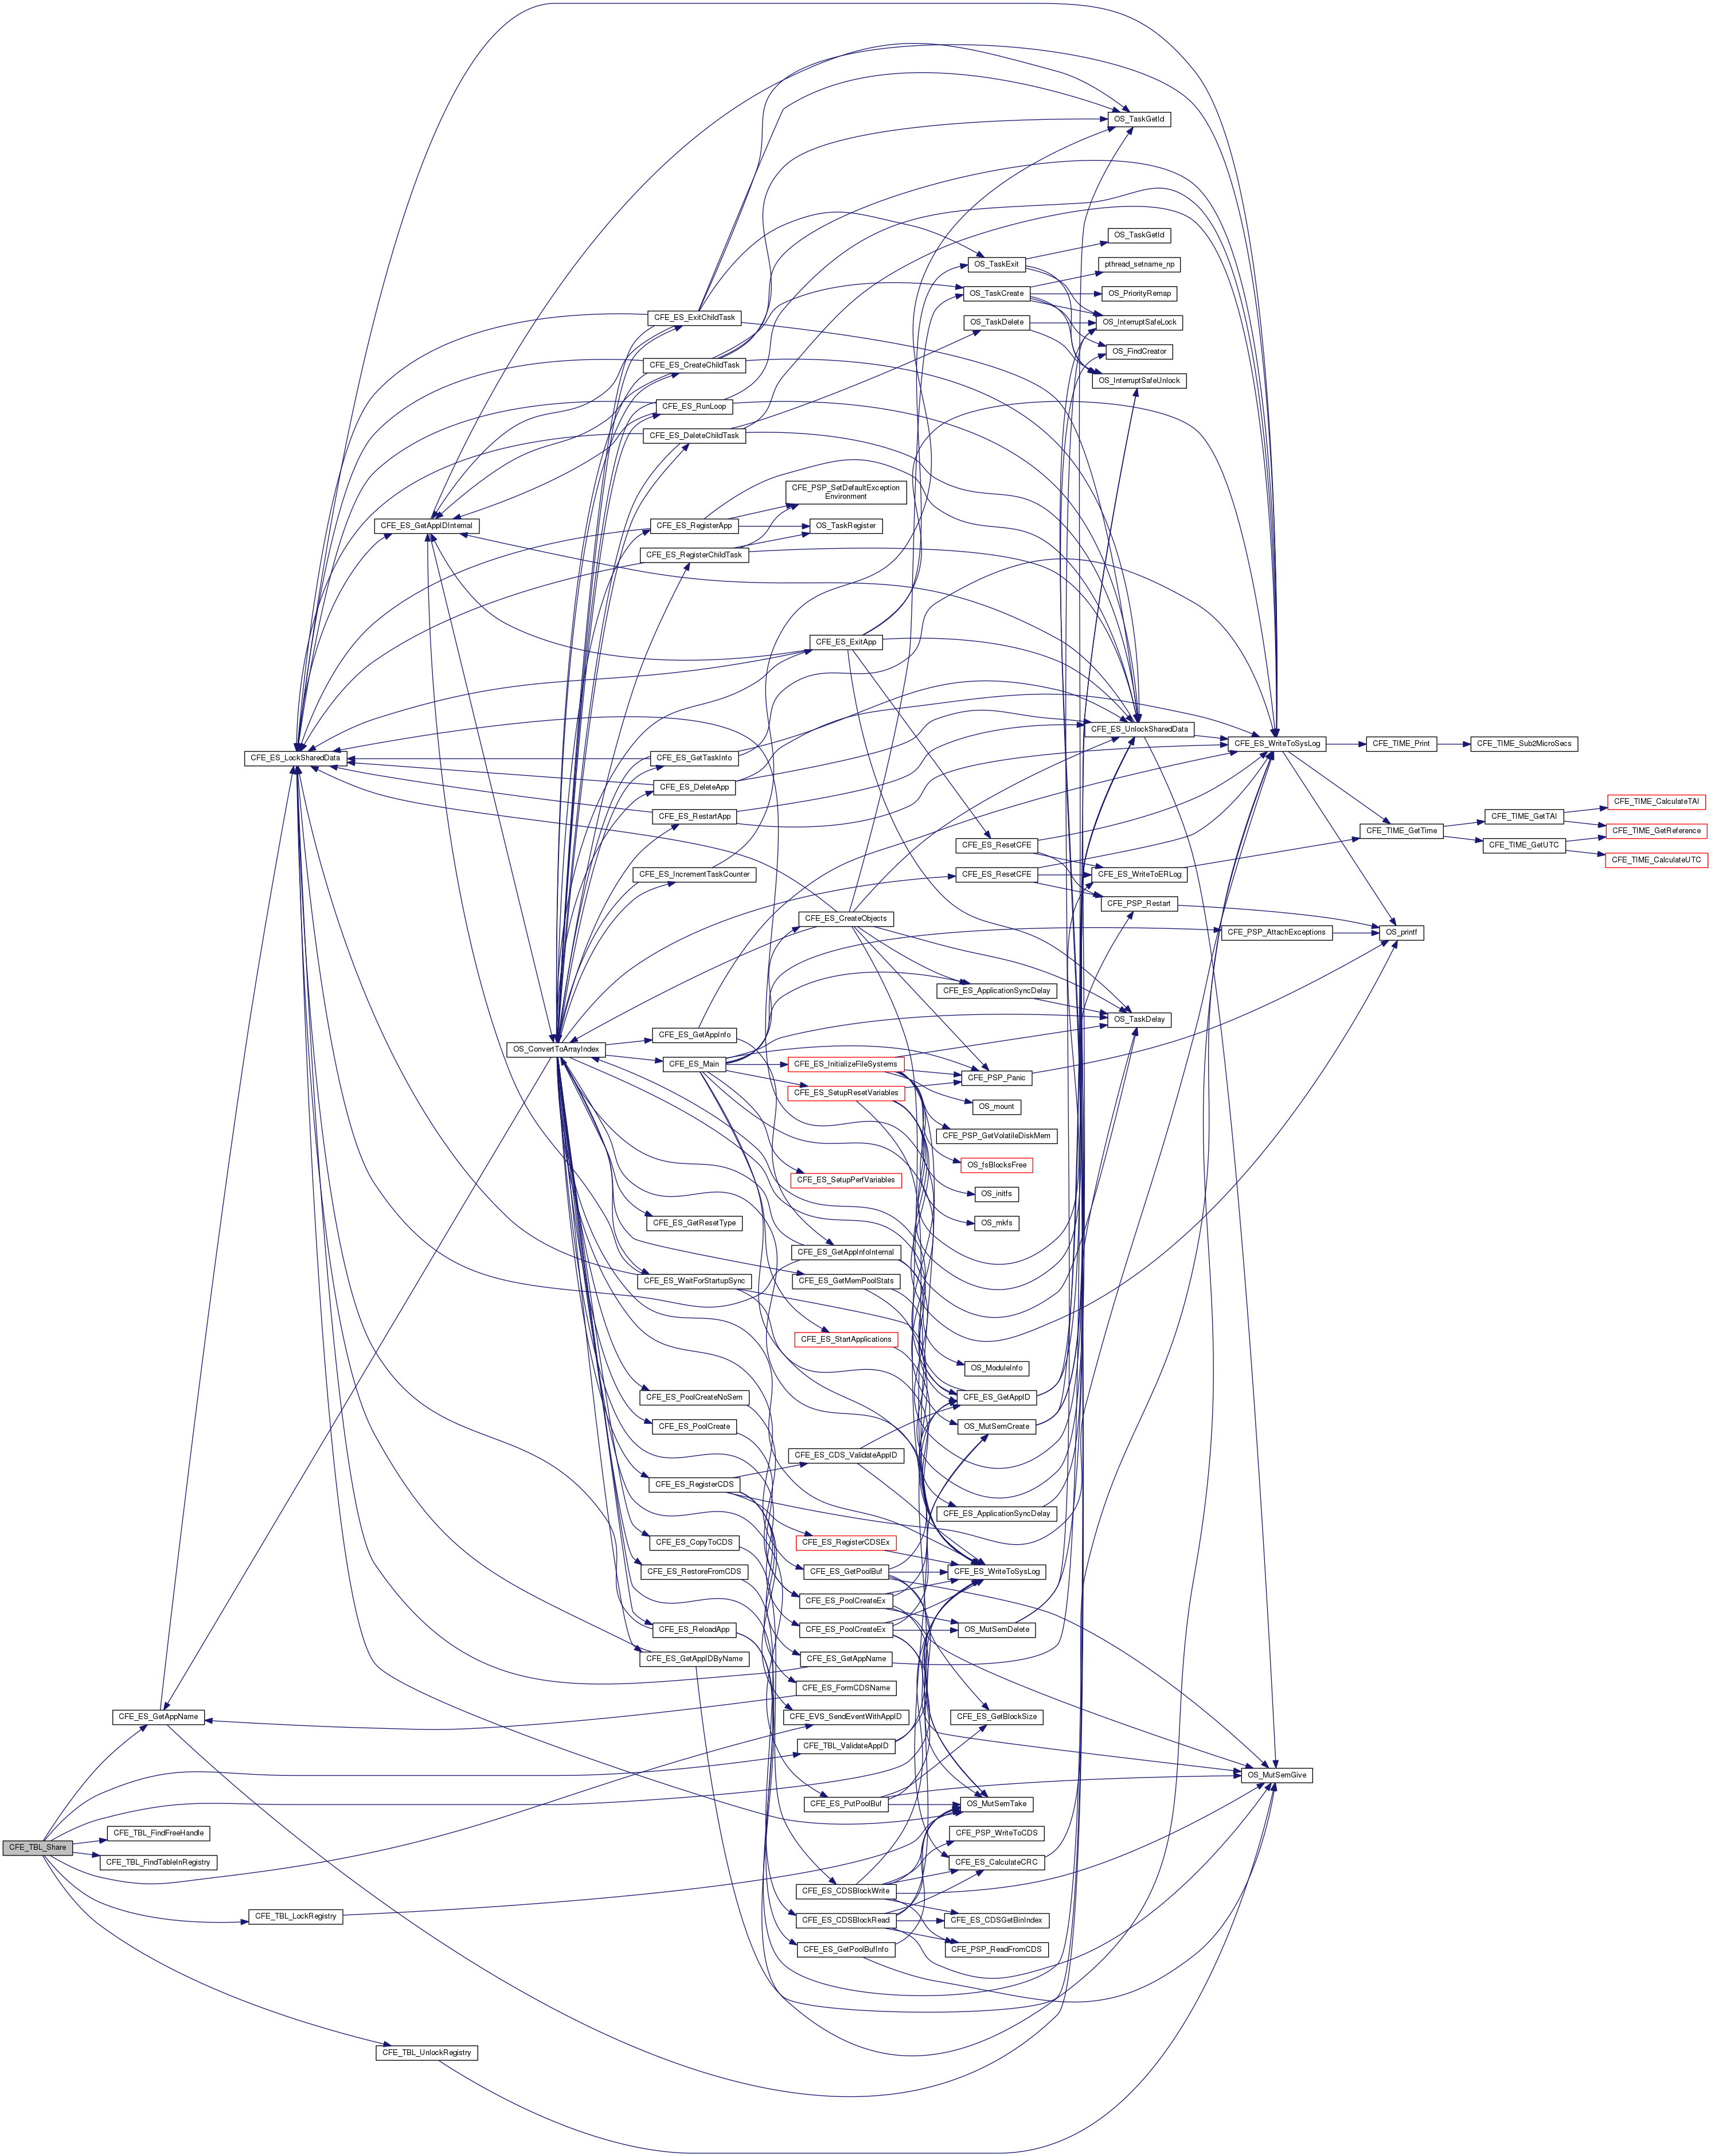 OS_TaskGetId
OS_TaskGetId
OS_TaskExit
pthread_setname_np
OS_TaskCreate
OS_PriorityRemap
CFE_ES_ExitChildTask
OS_TaskDelete
OS_InterruptSafeLock
OS_FindCreator
CFE_ES_CreateChildTask
OS_InterruptSafeUnlock
CFE_ES_RunLoop
CFE_ES_DeleteChildTask
CFE_PSP_SetDefaultException
Environment
CFE_ES_GetAppIDInternal
CFE_ES_RegisterApp
OS_TaskRegister
CFE_ES_RegisterChildTask
CFE_ES_ExitApp
CFE_ES_UnlockSharedData
CFE_ES_WriteToSysLog
CFE_TIME_Print
CFE_TIME_Sub2MicroSecs
CFE_ES_LockSharedData
CFE_ES_GetTaskInfo
CFE_ES_DeleteApp
CFE_TIME_CalculateTAI
CFE_ES_RestartApp
CFE_TIME_GetTAI
CFE_TIME_GetTime
CFE_TIME_GetReference
CFE_ES_ResetCFE
CFE_TIME_GetUTC
CFE_TIME_CalculateUTC
CFE_ES_IncrementTaskCounter
CFE_ES_ResetCFE
CFE_ES_WriteToERLog
CFE_PSP_Restart
CFE_ES_CreateObjects
CFE_PSP_AttachExceptions
OS_printf
CFE_ES_ApplicationSyncDelay
OS_TaskDelay
CFE_ES_GetAppInfo
OS_ConvertToArrayIndex
CFE_ES_Main
CFE_ES_InitializeFileSystems
CFE_PSP_Panic
CFE_ES_SetupResetVariables
OS_mount
CFE_PSP_GetVolatileDiskMem
OS_fsBlocksFree
CFE_ES_SetupPerfVariables
OS_initfs
CFE_ES_GetResetType
OS_mkfs
CFE_ES_GetAppInfoInternal
CFE_ES_WaitForStartupSync
CFE_ES_GetMemPoolStats
CFE_ES_StartApplications
OS_ModuleInfo
CFE_ES_PoolCreateNoSem
CFE_ES_GetAppID
CFE_ES_PoolCreate
OS_MutSemCreate
CFE_ES_CDS_ValidateAppID
CFE_ES_RegisterCDS
CFE_ES_ApplicationSyncDelay
CFE_ES_CopyToCDS
CFE_ES_RegisterCDSEx
CFE_ES_RestoreFromCDS
CFE_ES_GetPoolBuf
CFE_ES_WriteToSysLog
CFE_ES_PoolCreateEx
CFE_ES_ReloadApp
CFE_ES_PoolCreateEx
OS_MutSemDelete
CFE_ES_GetAppIDByName
CFE_ES_GetAppName
CFE_ES_FormCDSName
CFE_ES_GetAppName
CFE_EVS_SendEventWithAppID
CFE_ES_GetBlockSize
CFE_TBL_ValidateAppID
OS_MutSemGive
CFE_ES_PutPoolBuf
OS_MutSemTake
CFE_TBL_FindFreeHandle
CFE_PSP_WriteToCDS
CFE_TBL_Share
CFE_TBL_FindTableInRegistry
CFE_ES_CalculateCRC
CFE_ES_CDSBlockWrite
CFE_TBL_LockRegistry
CFE_ES_CDSBlockRead
CFE_ES_CDSGetBinIndex
CFE_ES_GetPoolBufInfo
CFE_PSP_ReadFromCDS
CFE_TBL_UnlockRegistry